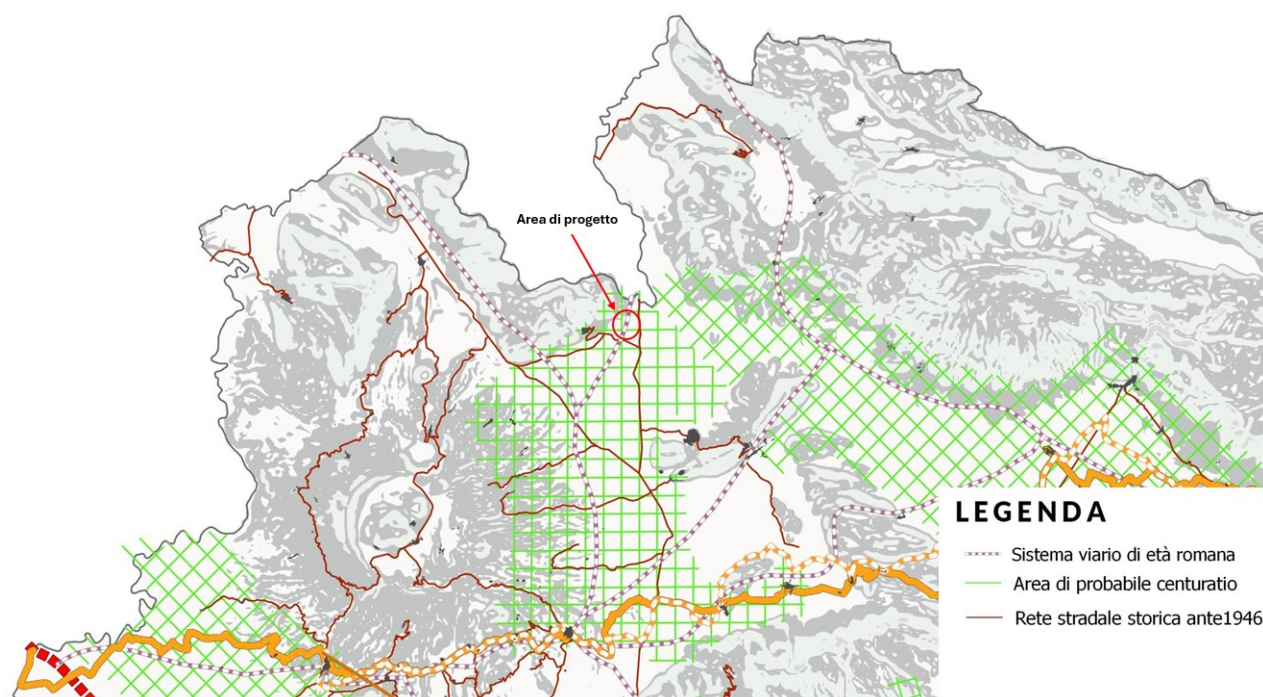 Area di progetto
LEGENDA
Sistema viario di età romana
Area di probabile centuratio
Rete stradale storica ante1946